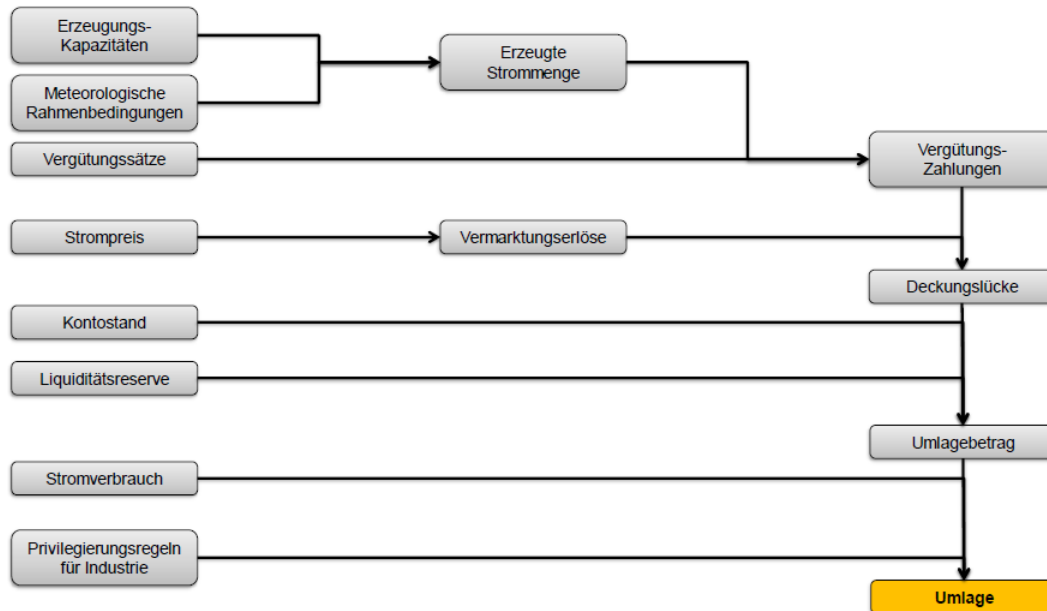 Erzeugungs-
Kapazitäten
Erzeugte
Strommenge
Meteorologische
Rahmenbedingungen
Vergütungssätze
Vergütungs-
Zahlungen
Strompreis
Vermarktungserlöse
Deckungslücke
Kontostand
Liquiditätsreserve
Umlagebetrag
Stromverbrauch
Privilegierungsregeln
für Industrie
Umlage